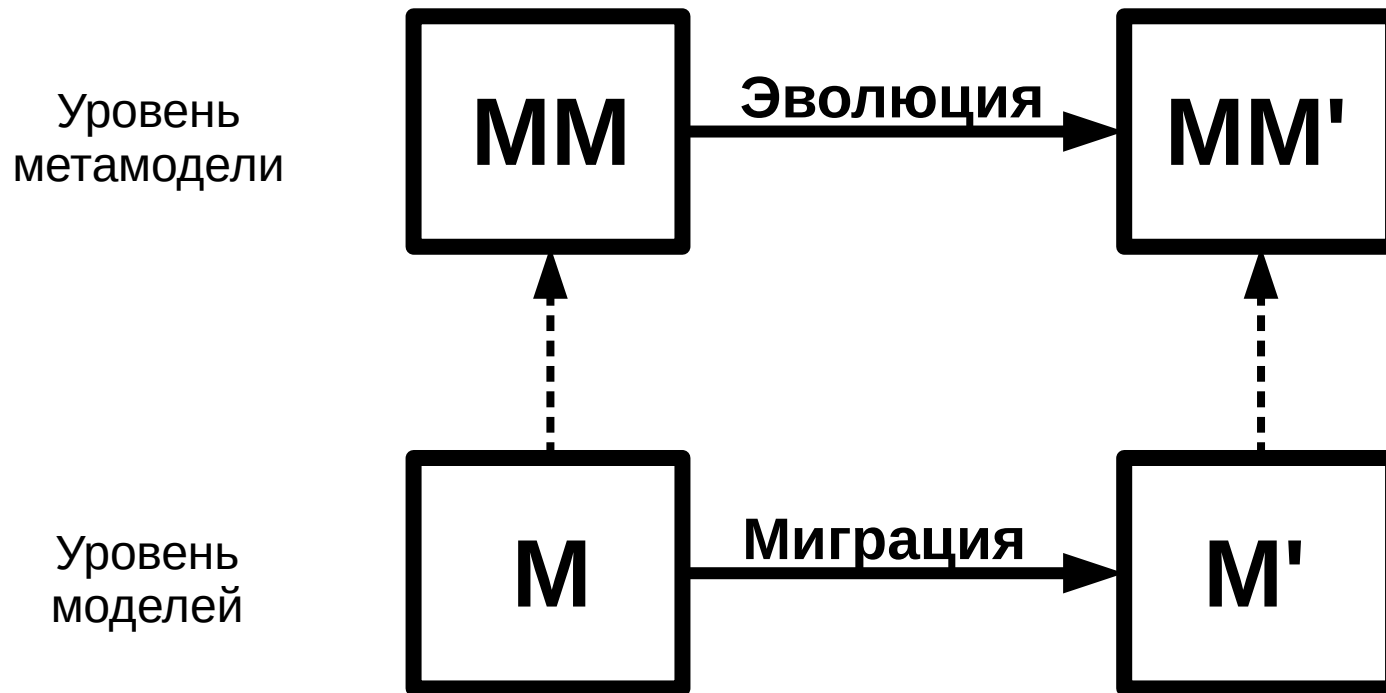 Уровень
метамодели
ММ
Эволюция
ММ'
Уровень
моделей
М
Миграция
М'